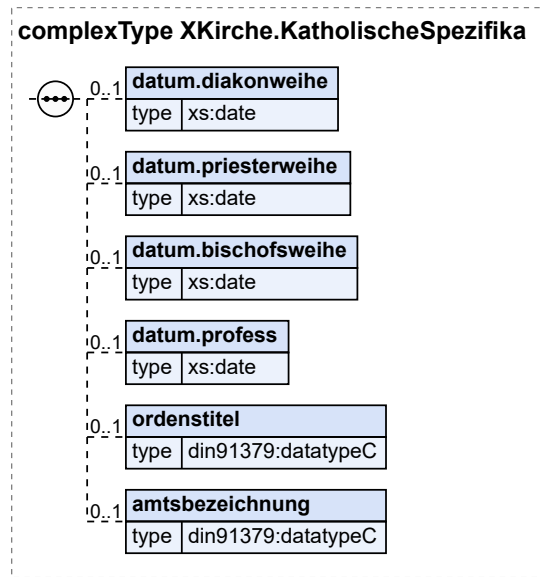 complexType XKirche.KatholischeSpezifika
0..1 datum.diakonweihe
type xs:date
0..1 datum.priesterweihe
type xs:date
0..1 datum.bischofsweihe
type xs:date
0..1 datum.profess
type xs:date
0..1 ordenstitel
type din91379:datatypeC
0..1 amtsbezeichnung
type din91379:datatypeC